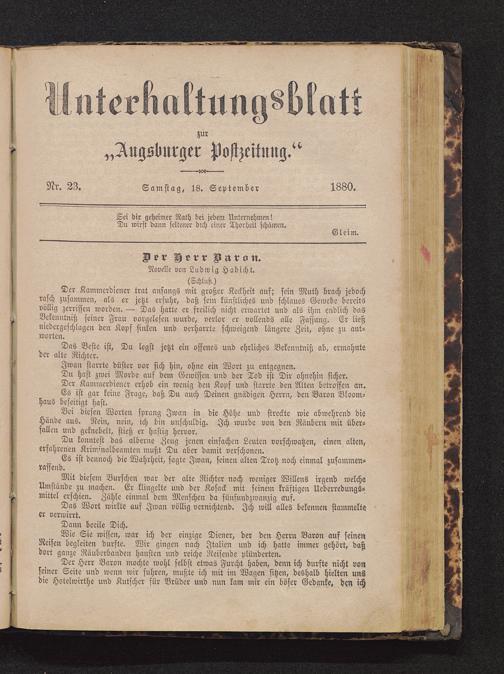 Unterhaltungsblatt
zur
„Augsburger Postzeitung.“
Nr. 23. Samstag, 18. September 1880.
Sei dir geheimer Rath bei jedem Unternehmen!
Du wirst dann seltener dich einer Thorheit schämen.
Gleim.
Der Herr Baron.
Novelle von Ludwig Habicht.
(Schluß.)
Der Kammerdiener trat anfangs mit großer Keckheit auf; sein Muth brach jedoch
rasch zusammen, als er jetzt erfuhr, daß sein künstliches und schlaues Gewebe bereits
völlig zerrissen worden. — Das hatte er freilich nicht erwartet und als ihm endlich das
Bekenntniß seiner Frau vorgelesen wurde, verlor er vollends alle Fassung. Er ließ
niedergeschlagen den Kopf sinken und verharrte schweigend längere Zeit, ohne zu ant-
worten.
Das Beste ist, Du legst jetzt ein offenes und ehrliches Bekenntniß ab, ermahnte
der alte Richter.
Iwan starrte düster vor sich hin, ohne ein Wort zu entgegnen.
Du hast zwei Morde auf dem Gewissen und der Tod ist Dir ohnehin sicher.
Der Kammerdiener erhob ein wenig den Kopf und starrte den Alten betroffen an.
Es ist gar keine Frage, daß Du auch Deinen gnädigen Herrn, den Baron Bloom-
haus beseitigt hast.
Bei diesen Worten sprang Iwan in die Höhe und streckte wie abwehrend die
Hände aus. Nein, nein, ich bin unschuldig. Ich wurde von den Räubern mit über-
fallen und geknebelt, stieß er hastig hervor.
Du konntest das alberne Zeug jenen einfachen Leuten vorschwatzen, einen alten,
erfahrenen Kriminalbeamten mußt Du aber damit verschonen.
Es ist dennoch die Wahrheit, sagte Iwan, seinen alten Trotz noch einmal zusammen-
raffend.
Mit diesem Burschen war der alte Richter noch weniger Willens irgend welche
Umstände zu machen. Er klingelte und der Kosack mit seinem kräftigen Ueberredungs-
mittel erschien. Zähle einmal dem Menschen da fünfundzwanzig auf.
Das Wort wirkte auf Iwan völlig vernichtend. Ich will alles bekennen stammelte
er verwirrt.
Dann beeile Dich.
Wie Sie wissen, war ich der einzige Diener, der den Herrn Baron auf seinen
Reisen begleiten durfte. Wir gingen nach Italien und ich hatte immer gehört, daß
dort ganze Räuberbanden hausten und reiche Reisende plünderten.
Der Herr Baron mochte wohl selbst etwas Furcht haben, denn ich durfte nicht von
seiner Seite und wenn wir fuhren, mußte ich mit im Wagen sitzen, deshalb hielten uns
die Hotelwirthe und Kutscher für Brüder und nun kam mir ein böser Gedanke, den ich